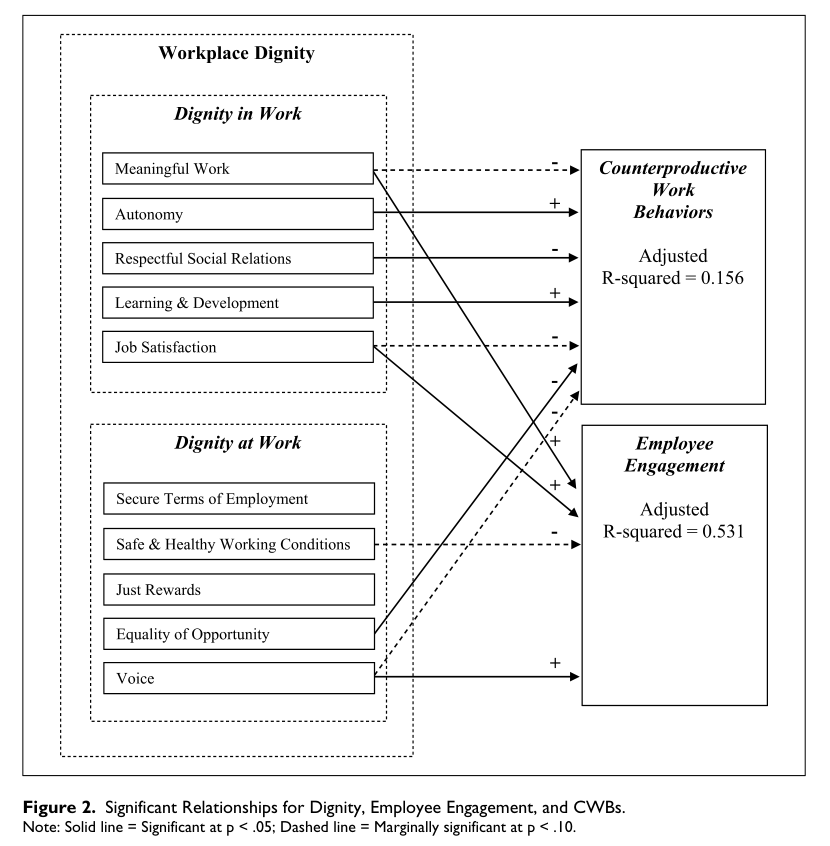 Workplace Dignity
Dignity in Work
Meaningful Work
Autonomy
Respectful Social Relations
Learning & Development
Job Satisfaction
Dignity at Work
Secure Terms of Employment
Safe & Healthy Working Conditions
Just Rewards
Equality of Opportunity
Voice
-
+
-
+
-
-
-
+
+
-
+
Counterproductive
Work
Behaviors
Adjusted
R-squared = 0.156
Employee
Engagement
Adjusted
R-squared = 0.531
Figure 2. Significant Relationships for Dignity, Employee Engagement, and CWBs.
Note: Solid line = Significant at p < .05; Dashed line = Marginally significant at p < .10.